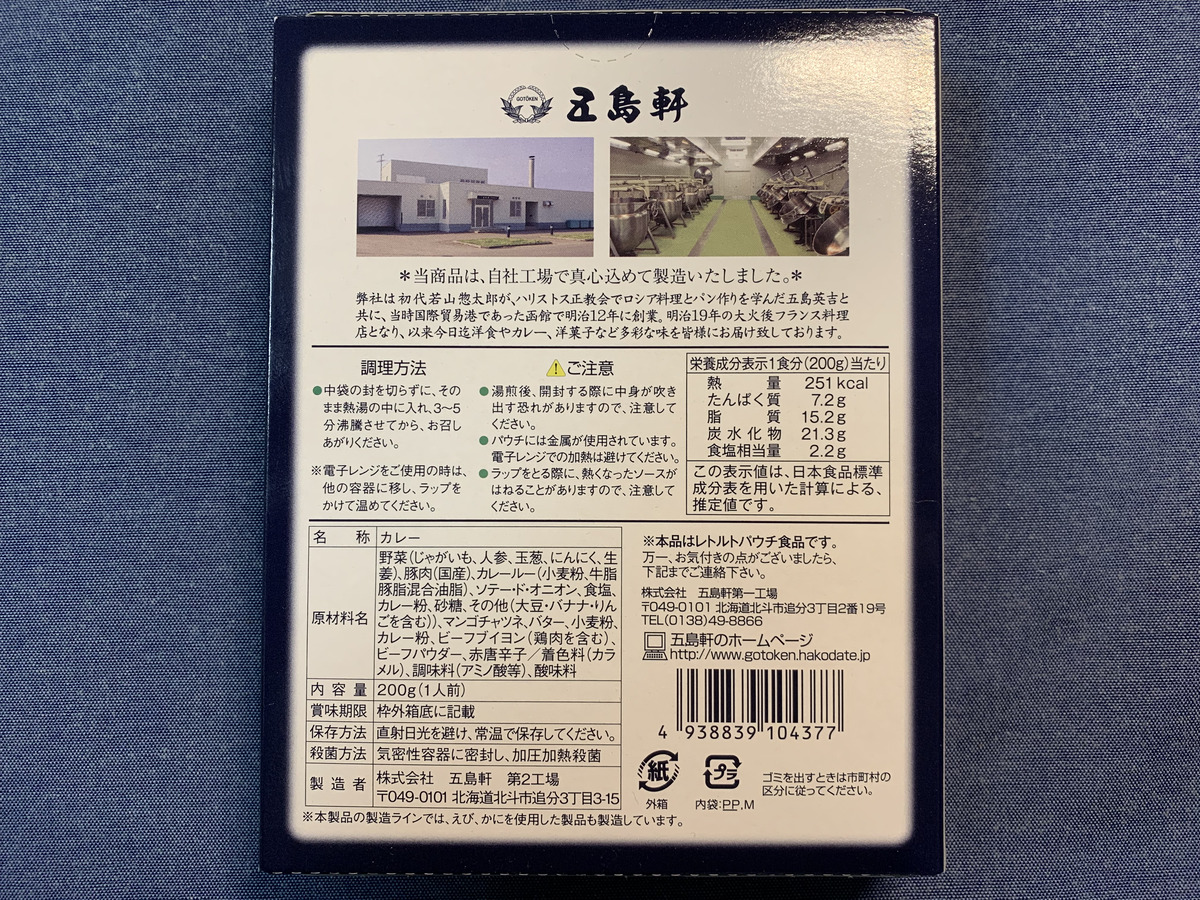 GOTŌKEN
五島軒
＊当商品は、自社工場で真心込めて製造いたしました。＊
弊社は初代若山惣太郎が、ハリストス正教会でロシア料理とパン作りを学んだ五島英吉と
共に、当時国際貿易港であった函館で明治12年に創業。明治19年の大火後フランス料理
店となり、以来今日迄洋食やカレー、洋菓子など多彩な味を皆様にお届け致しております。
調理方法
●中袋の封を切らずに、その
まま熱湯の中に入れ、3〜5
分沸騰させてから、お召し
あがりください。
※電子レンジをご使用の時は、
他の容器に移し、ラップを
かけて温めてください。
⚠ご注意
●湯煎後、開封する際に中身が吹き
出す恐れがありますので、注意して
ください。
●パウチには金属が使用されています。
電子レンジでの加熱は避けてください。
●ラップをとる際に、熱くなったソースが
はねることがありますので、注意して
ください。
栄養成分表示1食分(200g)当たり
熱量 251kcal
たんぱく質 7.2g
脂質 15.2g
炭水化物 21.3g
食塩相当量 2.2g
この表示値は、日本食品標準
成分表を用いた計算による、
推定値です。
名称 カレー
原材料名 野菜(じゃがいも、人参、玉葱、にんにく、生
姜)、豚肉(国産)、カレールー(小麦粉、牛脂
豚脂混合油脂)、ソテー・ド・オニオン、食塩、
カレー粉、砂糖、その他(大豆・バナナ・りん
ごを含む))、マンゴチャツネ、バター、小麦粉、
カレー粉、ビーフブイヨン(鶏肉を含む)、
ビーフパウダー、赤唐辛子／着色料(カラ
メル)、調味料(アミノ酸等)、酸味料
内容量 200g(1人前)
賞味期限 枠外箱底に記載
保存方法 直射日光を避け、常温で保存してください。
殺菌方法 気密性容器に密封し、加圧加熱殺菌
製造者 株式会社 五島軒 第2工場
〒049-0101 北海道北斗市追分3丁目3-15
※本製品の製造ラインでは、えび、かにを使用した製品も製造しています。
※本品はレトルトパウチ食品です。
万一、お気付きの点がございましたら、
下記までご連絡下さい。
株式会社 五島軒第一工場
〒049-0101 北海道北斗市追分3丁目2番19号
TEL(0138)49-8866
五島軒のホームページ
http://www.gotoken.hakodate.jp
4 938839 104377
紙
外箱
プラ
内袋:PP,M
ゴミを出すときは市町村の
区分に従ってください。